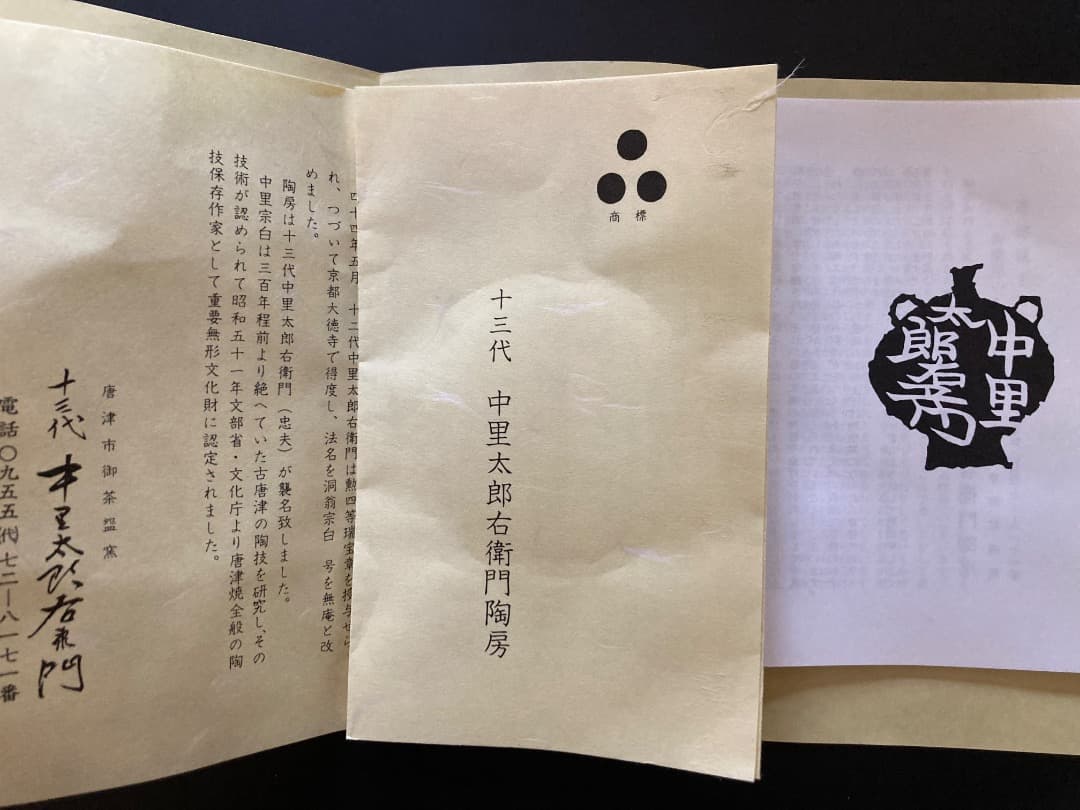 四十四年五月　十二代中里太郎右衛門は勲四等瑞宝章を授与せら
れ、つづいて京都大徳寺で得度し、法名を洞翁宗白　号を無庵と改
めました。
陶房は十三代中里太郎右衛門（忠夫）が襲名致しました。
中里宗白は三百年程前より絶へていた古唐津の陶技を研究し、その
技術が認められて昭和五十一年文部省・文化庁より唐津焼全般の陶
技保存作家として重要無形文化財に認定されました。
唐津市御茶盌窯
十三代 中里太郎右衛門
電話〇九五五(代)七二―八一七一番
商標
十三代　中里太郎右衛門陶房
中里
太郎右衛門